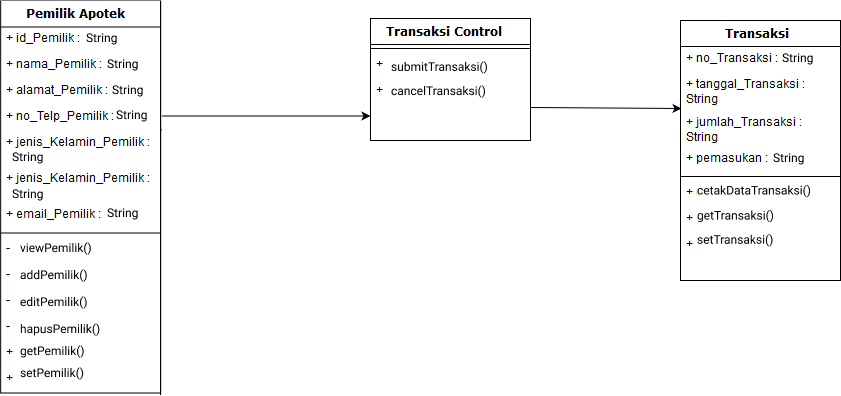 Pemilik Apotek
+ id_Pemilik : String
+ nama_Pemilik : String
+ alamat_Pemilik : String
+ no_Telp_Pemilik : String
+ jenis_Kelamin_Pemilik :
String
+ jenis_Kelamin_Pemilik :
String
+ email_Pemilik : String
- viewPemilik()
- addPemilik()
- editPemilik()
- hapusPemilik()
+ getPemilik()
+ setPemilik()
Transaksi Control
+ submitTransaksi()
+ cancelTransaksi()
Transaksi
+ no_Transaksi : String
+ tanggal_Transaksi :
String
+ jumlah_Transaksi :
String
+ pemasukan : String
+ cetakDataTransaksi()
+ getTransaksi()
+ setTransaksi()